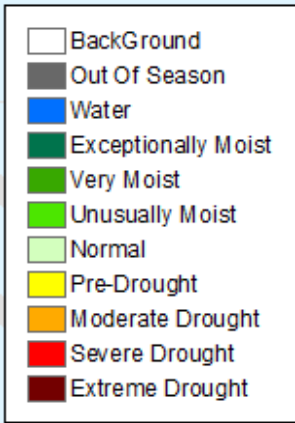 BackGround
Out Of Season
Water
Exceptionally Moist
Very Moist
Unusually Moist
Normal
Pre-Drought
Moderate Drought
Severe Drought
Extreme Drought